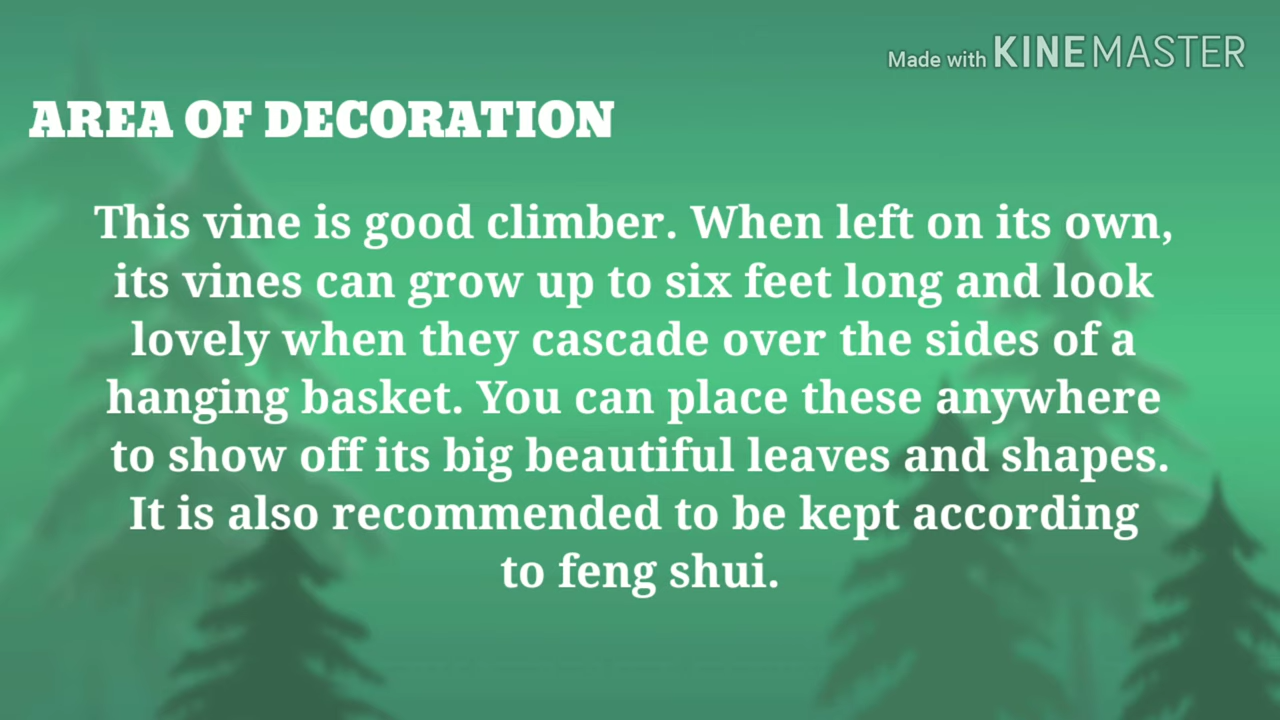 Made with KINEMASTER
AREA OF DECORATION
This vine is good climber. When left on its own,
its vines can grow up to six feet long and look
lovely when they cascade over the sides of a
hanging basket. You can place these anywhere
to show off its big beautiful leaves and shapes.
It is also recommended to be kept according
to feng shui.